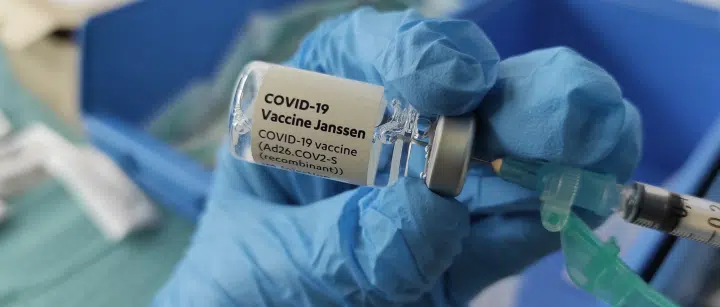 COVID-19
Vaccine Janssen
COVID-19 vaccine
(Ad26.COV2-S
(recombinant))